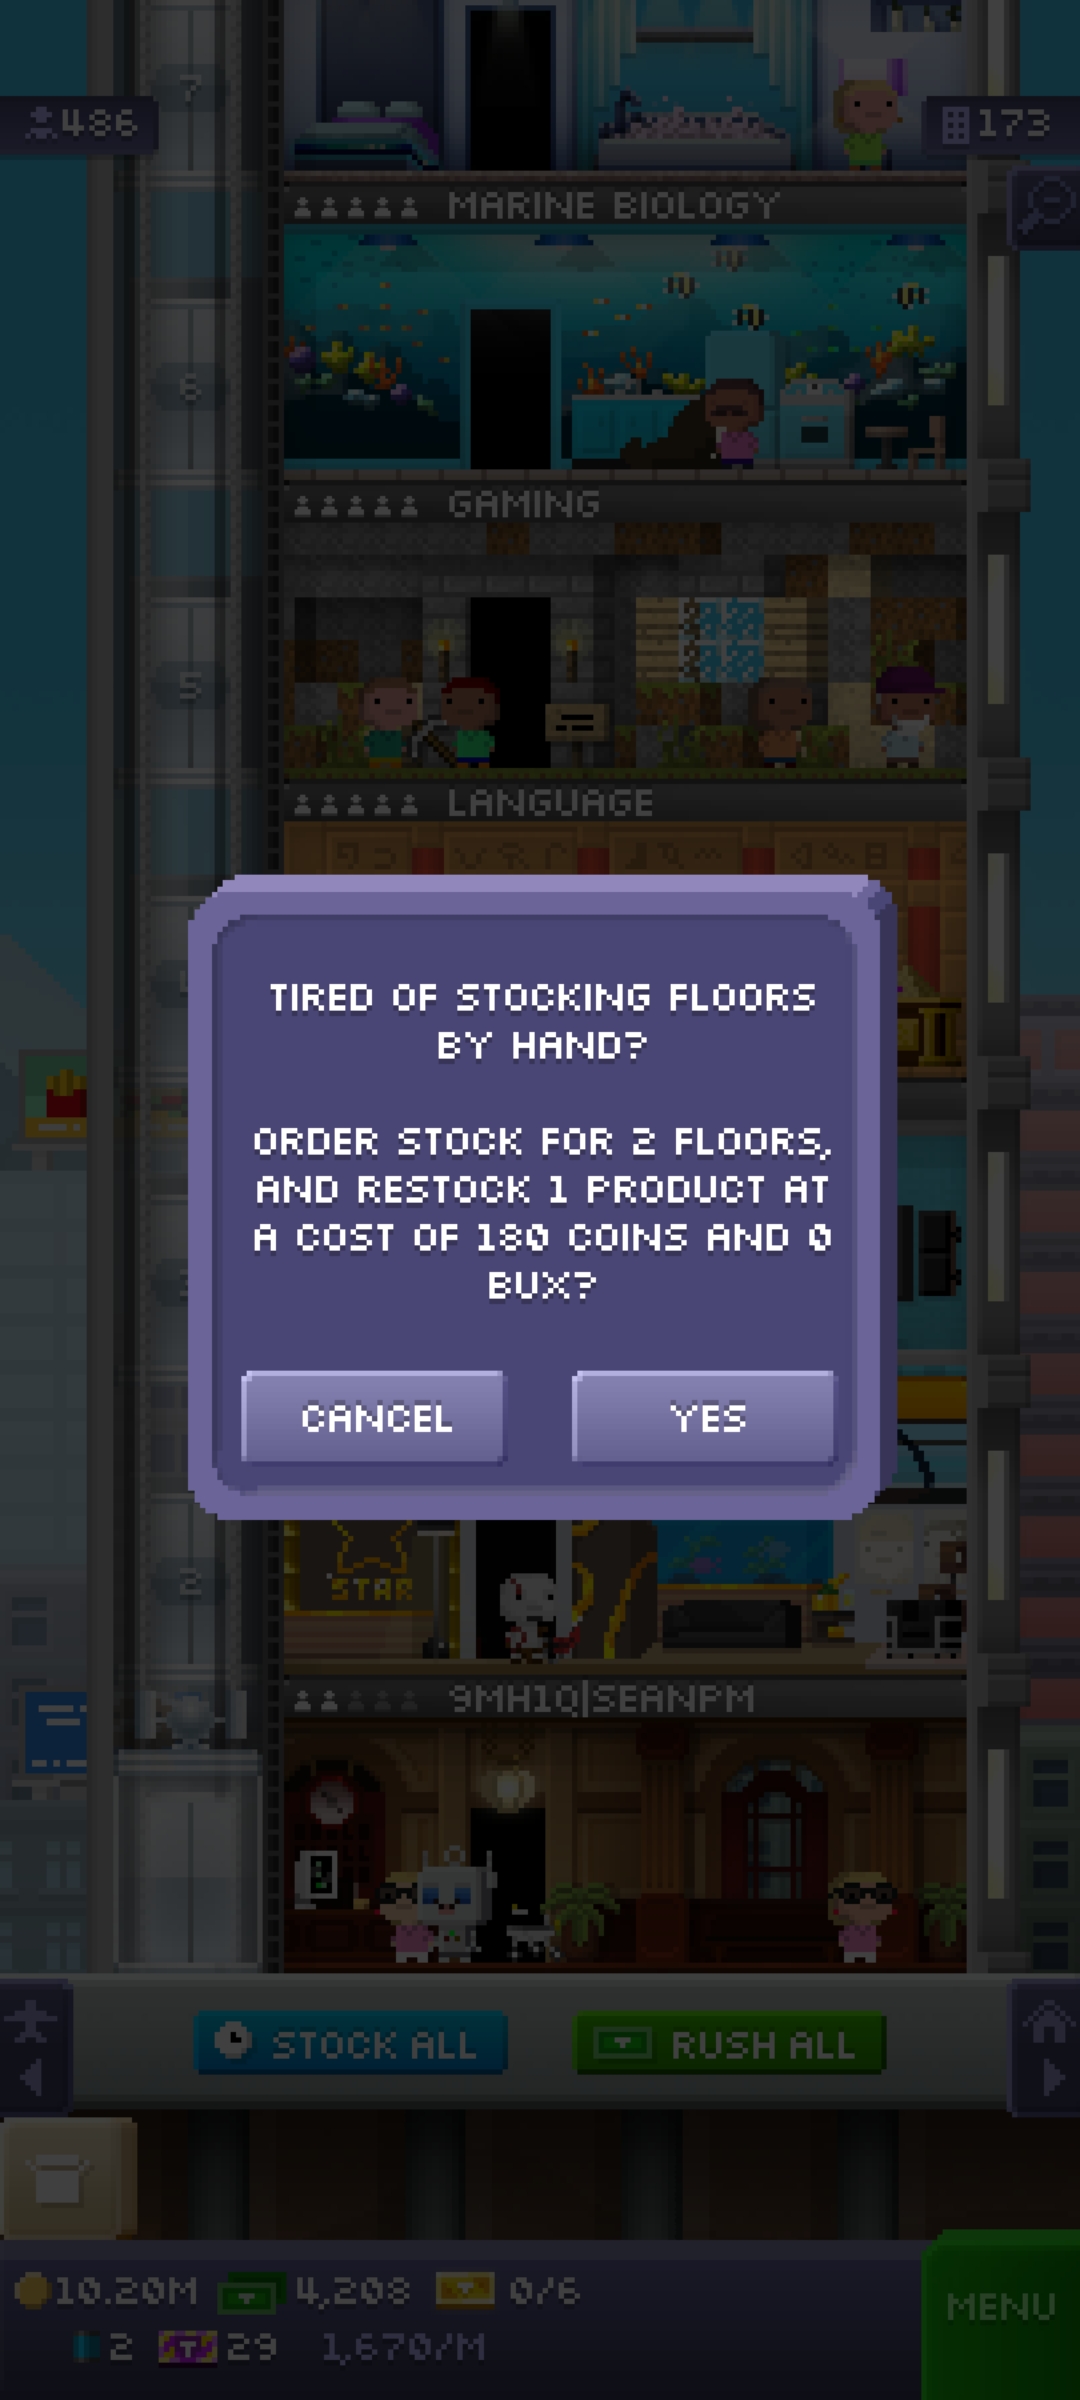 7
486
173
MARINE BIOLOGY
6
GAMING
5
LANGUAGE
TIRED OF STOCKING FLOORS
BY HAND?
ORDER STOCK FOR 2 FLOORS,
AND RESTOCK 1 PRODUCT AT
A COST OF 180 COINS AND 0
BUX?
CANCEL
YES
2
STAR
9MH1Q|SEANPM
STOCK ALL
RUSH ALL
10.20M
4,208
0/6
MENU
2
29
1,670/M